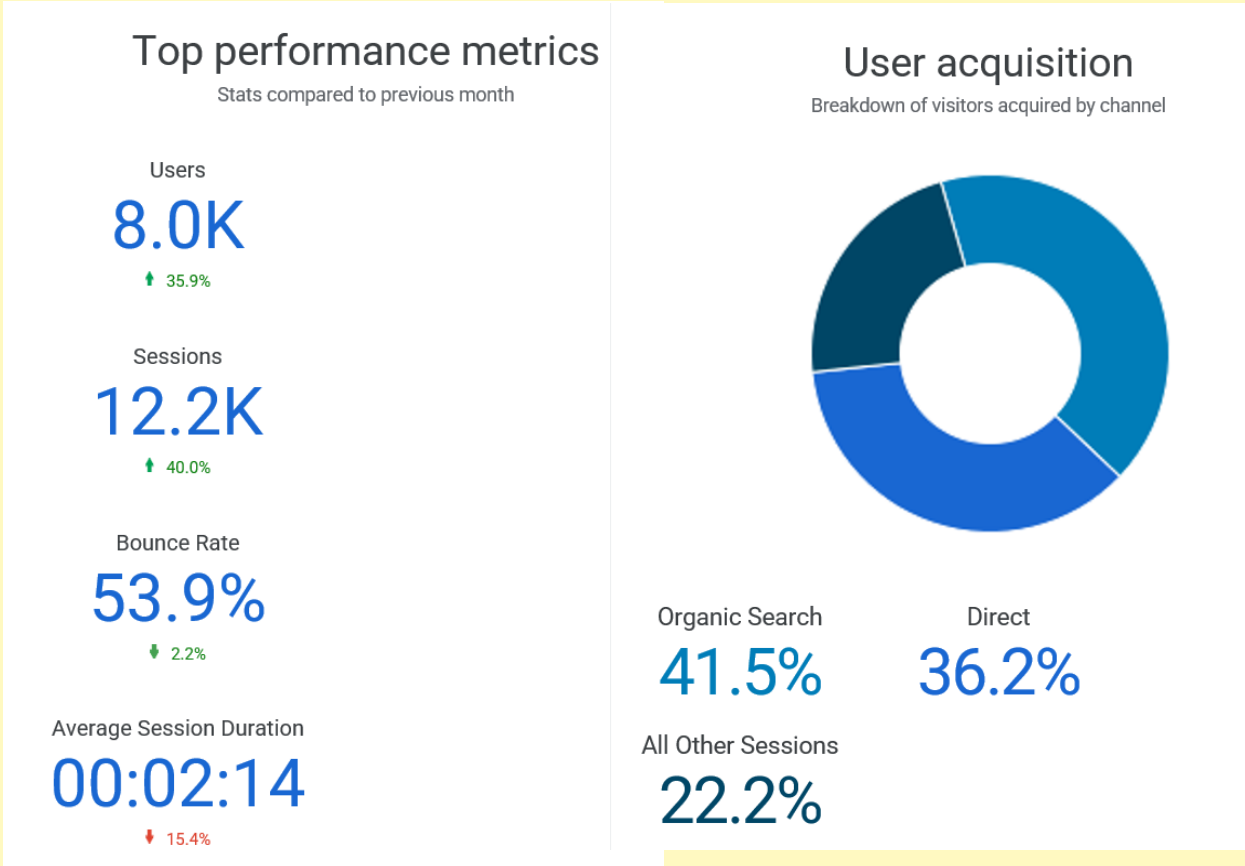 Top performance metrics
Stats compared to previous month
Users
8.0K
35.9%
Sessions
12.2K
40.0%
Bounce Rate
53.9%
2.2%
Average Session Duration
00:02:14
15.4%
User acquisition
Breakdown of visitors acquired by channel
Organic Search
41.5%
Direct
36.2%
All Other Sessions
22.2%